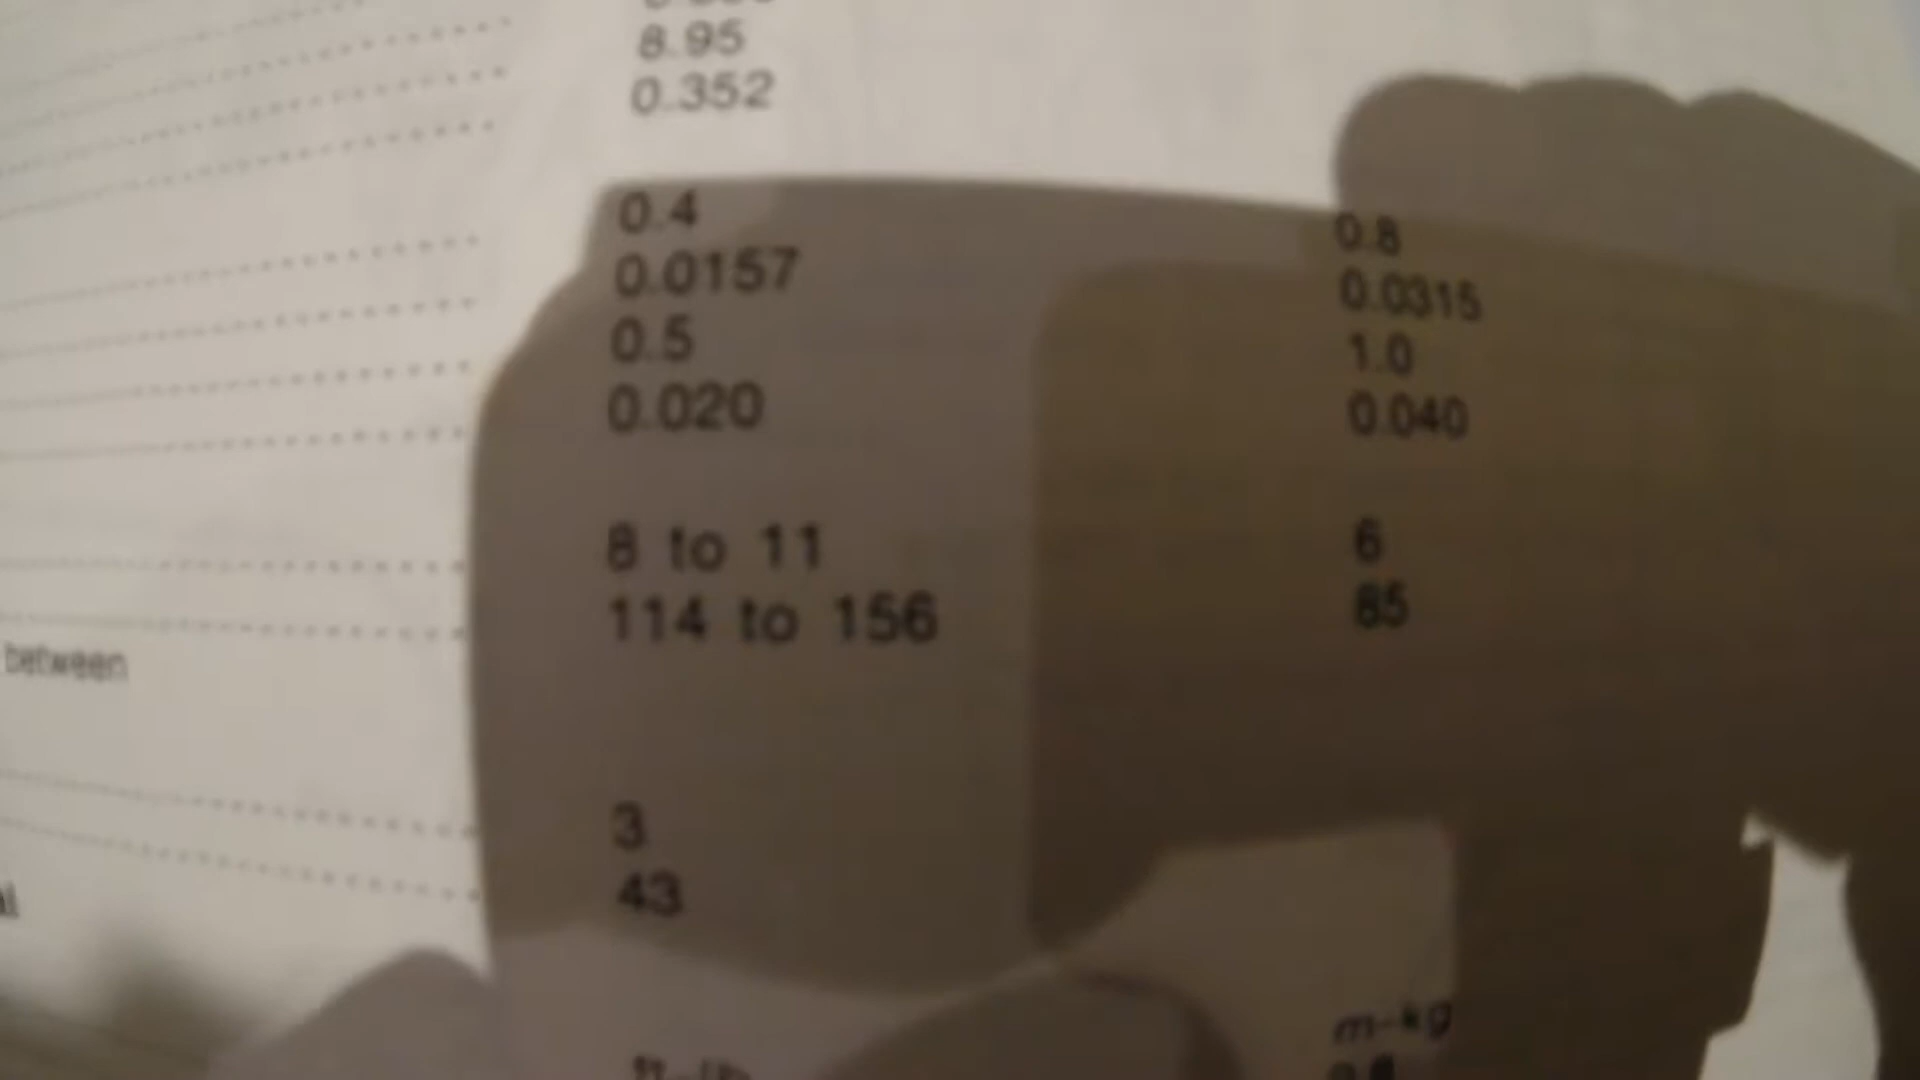 8.95
0.352
0.4 0.8
0.0157 0.0315
0.5 1.0
0.020 0.040
8 to 11 6
114 to 156 85
between
3
43
m-kg